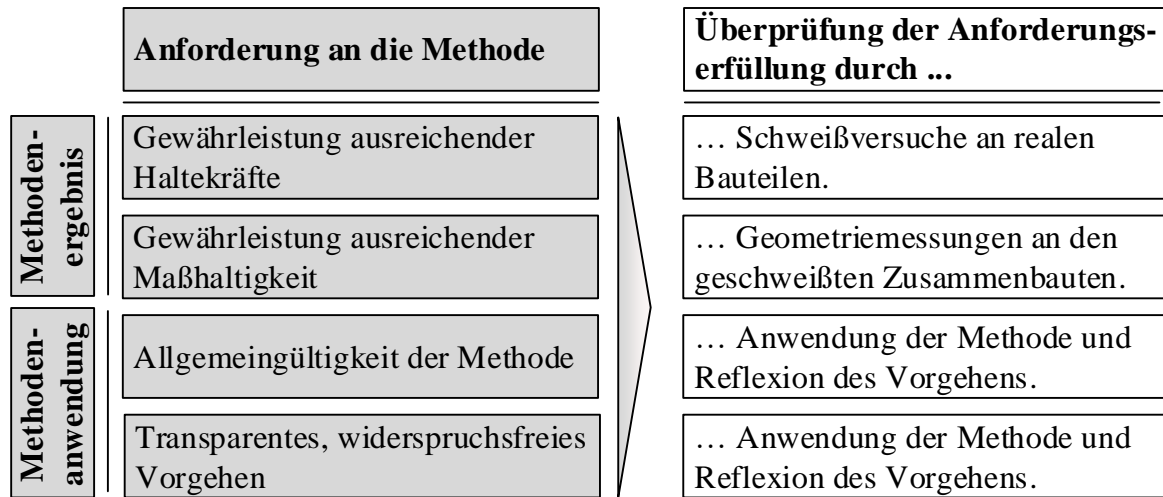 Anforderung an die Methode
Überprüfung der Anforderungs-
erfüllung durch ...
Methoden-
ergebnis
Gewährleistung ausreichender
Haltekräfte
… Schweißversuche an realen
Bauteilen.
Gewährleistung ausreichender
Maßhaltigkeit
… Geometriemessungen an den
geschweißten Zusammenbauten.
Methoden-
anwendung
Allgemeingültigkeit der Methode
… Anwendung der Methode und
Reflexion des Vorgehens.
Transparentes, widerspruchsfreies
Vorgehen
… Anwendung der Methode und
Reflexion des Vorgehens.